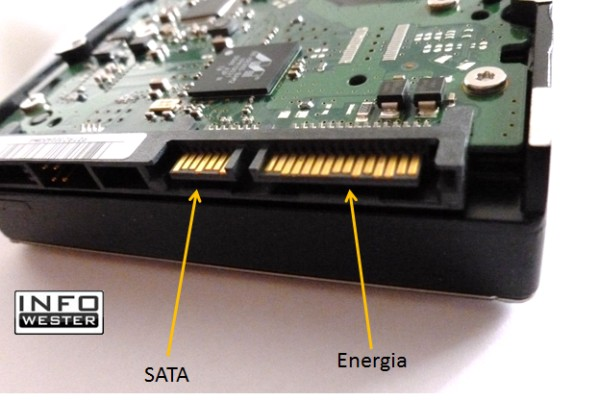 INFO
WESTER
SATA
Energia